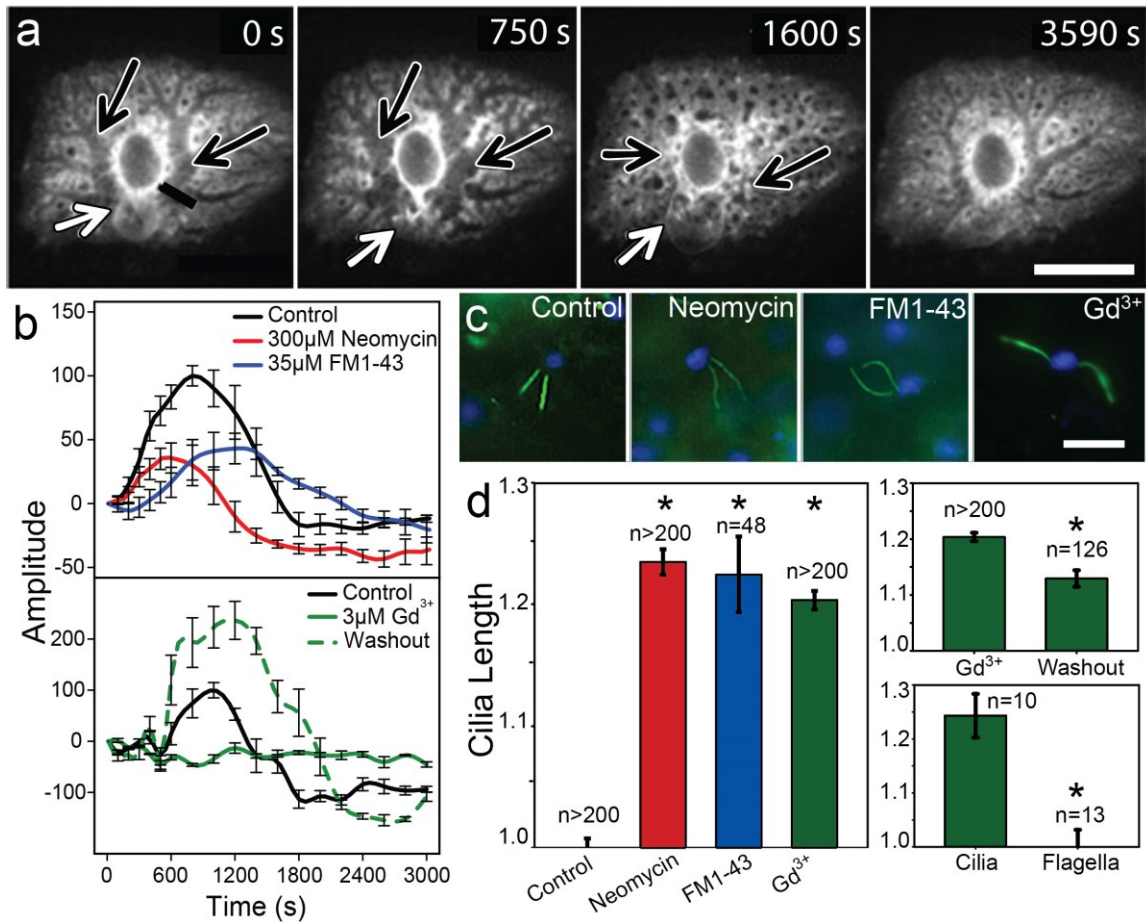 a
0 s
750 s
1600 s
3590 s
b
Control
300µM Neomycin
35µM FM1-43
150
100
50
0
-50
Amplitude
Control
3µM Gd³⁺
Washout
200
100
0
-100
0 600 1200 1800 2400 3000
Time (s)
c
Control
Neomycin
FM1-43
Gd³⁺
d
Cilia Length
1.3
1.2
1.1
1.0
* * *
n>200
n>200
n=48
n>200
Control
Neomycin
FM1-43
Gd³⁺
1.3
1.2
1.1
1.0
n>200
*
n=126
Gd³⁺ Washout
1.3
1.2
1.1
1.0
n=10
*
n=13
Cilia Flagella